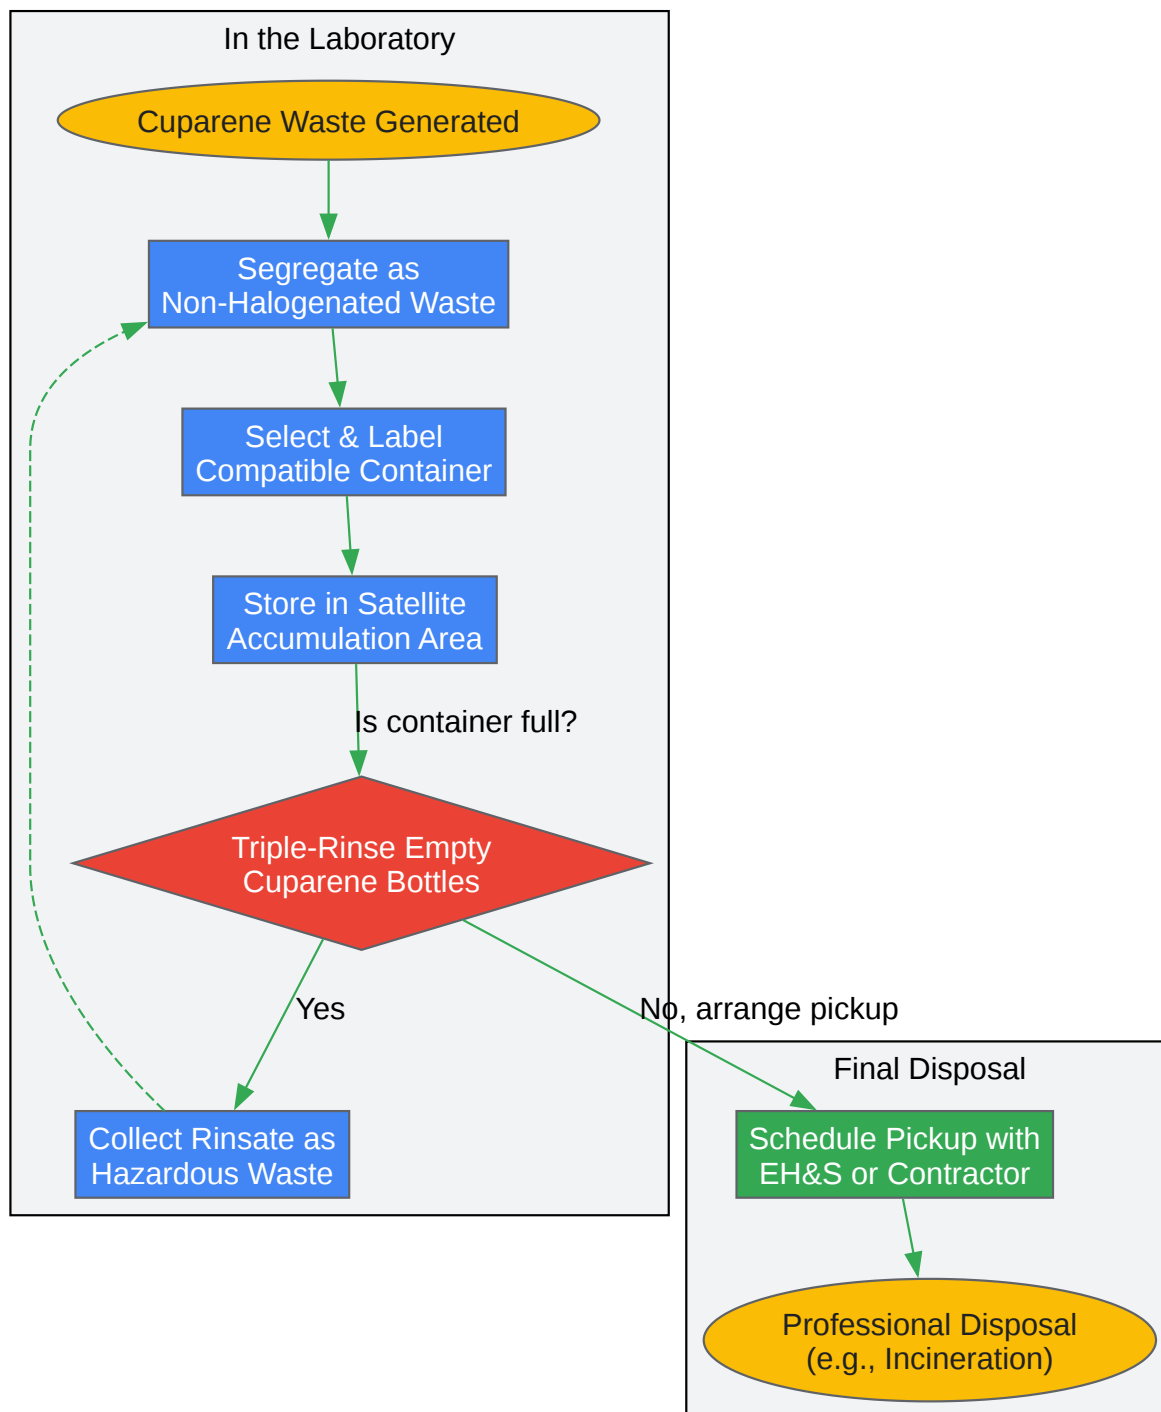 In the Laboratory
Cuparene Waste Generated
Segregate as
Non-Halogenated Waste
Select & Label
Compatible Container
Store in Satellite
Accumulation Area
Is container full?
Triple-Rinse Empty
Cuparene Bottles
Yes
No, arrange pickup
Collect Rinsate as
Hazardous Waste
Final Disposal
Schedule Pickup with
EH&S or Contractor
Professional Disposal
(e.g., Incineration)